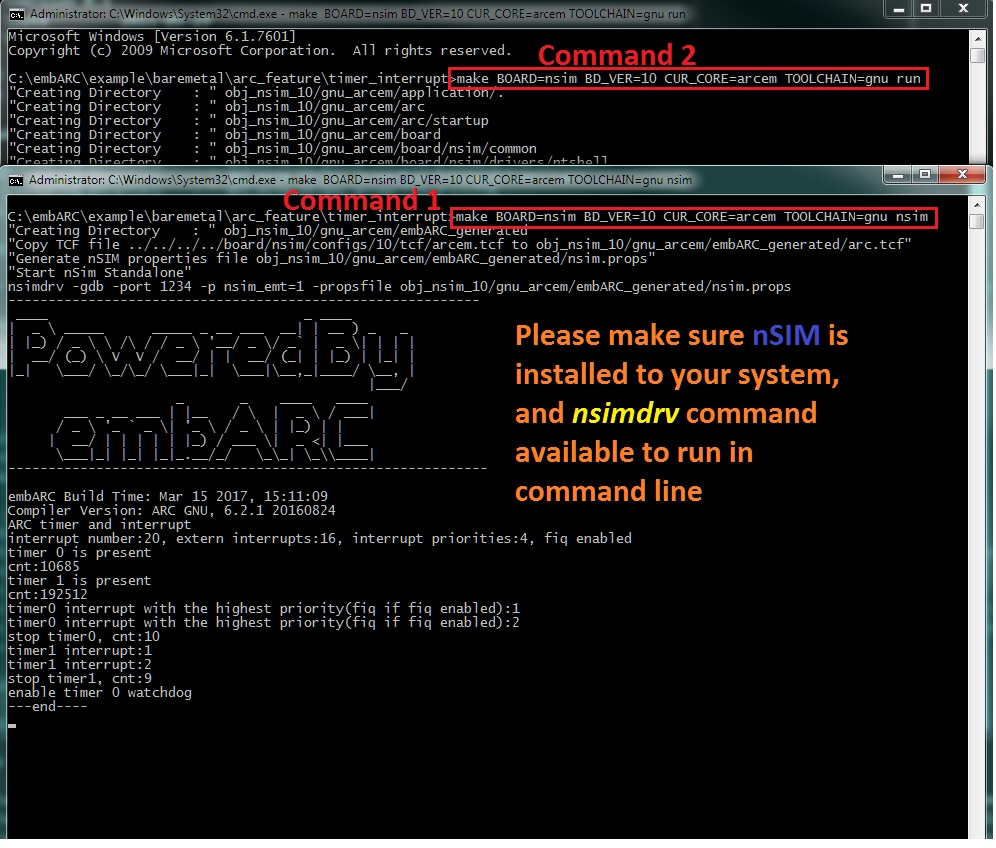 Administrator: C:\Windows\System32\cmd.exe - make BOARD=nsim BD_VER=10 CUR_CORE=arcem TOOLCHAIN=gnu run
Microsoft Windows [Version 6.1.7601]
Copyright (c) 2009 Microsoft Corporation.  All rights reserved.
Command 2
C:\embARC\example\baremetal\arc_feature\timer_interrupt>make BOARD=nsim BD_VER=10 CUR_CORE=arcem TOOLCHAIN=gnu run
"Creating Directory    : " obj_nsim_10/gnu_arcem/application/.
"Creating Directory    : " obj_nsim_10/gnu_arcem/arc
"Creating Directory    : " obj_nsim_10/gnu_arcem/arc/startup
"Creating Directory    : " obj_nsim_10/gnu_arcem/board
"Creating Directory    : " obj_nsim_10/gnu_arcem/board/nsim/common
"Creating Directory    : " obj_nsim_10/gnu_arcem/board/nsim/drivers/ntshell
Administrator: C:\Windows\System32\cmd.exe - make BOARD=nsim BD_VER=10 CUR_CORE=arcem TOOLCHAIN=gnu nsim
Command 1
C:\embARC\example\baremetal\arc_feature\timer_interrupt>make BOARD=nsim BD_VER=10 CUR_CORE=arcem TOOLCHAIN=gnu nsim
"Creating Directory    : " obj_nsim_10/gnu_arcem/embARC_generated
"Copy TCF file ../../../../board/nsim/configs/10/tcf/arcem.tcf to obj_nsim_10/gnu_arcem/embARC_generated/arc.tcf"
"Generate nSIM properties file obj_nsim_10/gnu_arcem/embARC_generated/nsim.props"
"Start nSim Standalone"
nsimdrv -gdb -port 1234 -p nsim_emt=1 -propsfile obj_nsim_10/gnu_arcem/embARC_generated/nsim.props
PoweredBy
embARC
Please make sure nSIM is
installed to your system,
and nsimdrv command
available to run in
command line
embARC Build Time: Mar 15 2017, 15:11:09
Compiler Version: ARC GNU, 6.2.1 20160824
ARC timer and interrupt
interrupt number:20, extern interrupts:16, interrupt priorities:4, fiq enabled
timer 0 is present
cnt:10685
timer 1 is present
cnt:192512
timer0 interrupt with the highest priority(fiq if fiq enabled):1
timer0 interrupt with the highest priority(fiq if fiq enabled):2
stop timer0, cnt:10
timer1 interrupt:1
timer1 interrupt:2
stop timer1, cnt:9
enable timer 0 watchdog
---end----